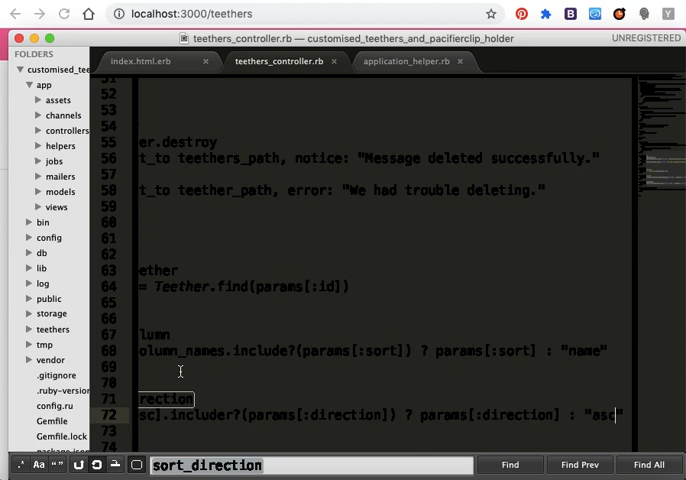 localhost:3000/teethers
teethers_controller.rb — customised_teethers_and_pacifierclip_holder
UNREGISTERED
FOLDERS
customised_tee
app
assets
channels
controllers
helpers
jobs
mailers
models
views
bin
config
db
lib
log
public
storage
teethers
tmp
vendor
.gitignore
.ruby-version
config.ru
Gemfile
Gemfile.lock
index.html.erb
teethers_controller.rb
application_helper.rb
51
52
53
54
55 er.destroy
56 t_to teethers_path, notice: "Message deleted successfully."
57
58 t_to teether_path, error: "We had trouble deleting."
59
60
61
62
63 ether
64 = Teether.find(params[:id])
65
66
67 lumn
68 olumn_names.include?(params[:sort]) ? params[:sort] : "name"
69
70
71 rection
72 sc].includer?(params[:direction]) ? params[:direction] : "asc"
73
74
.* Aa “ ”
sort_direction
Find
Find Prev
Find All